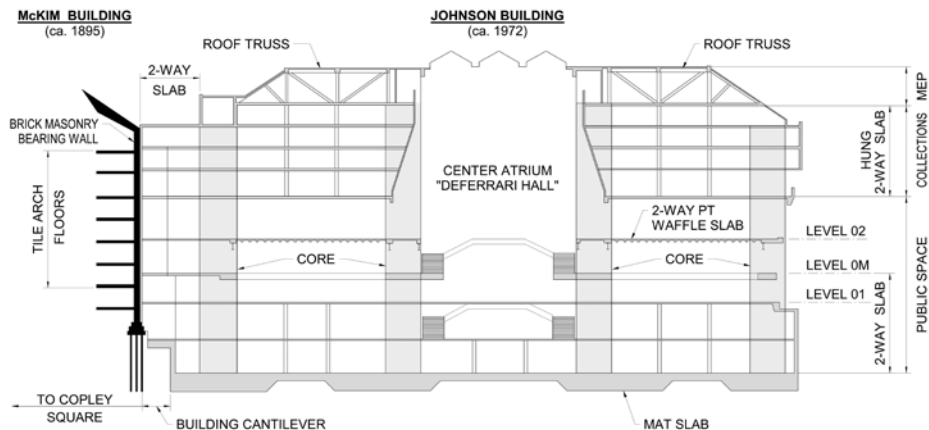 McKIM BUILDING
(ca. 1895)
JOHNSON BUILDING
(ca. 1972)
ROOF TRUSS
ROOF TRUSS
2-WAY
SLAB
BRICK MASONRY
BEARING WALL
TILE ARCH
FLOORS
CENTER ATRIUM
"DEFERRARI HALL"
MEP
HUNG
2-WAY SLAB
COLLECTIONS
2-WAY PT
WAFFLE SLAB
LEVEL 02
CORE
CORE
LEVEL 0M
LEVEL 01
2-WAY SLAB
PUBLIC SPACE
TO COPLEY
SQUARE
BUILDING CANTILEVER
MAT SLAB